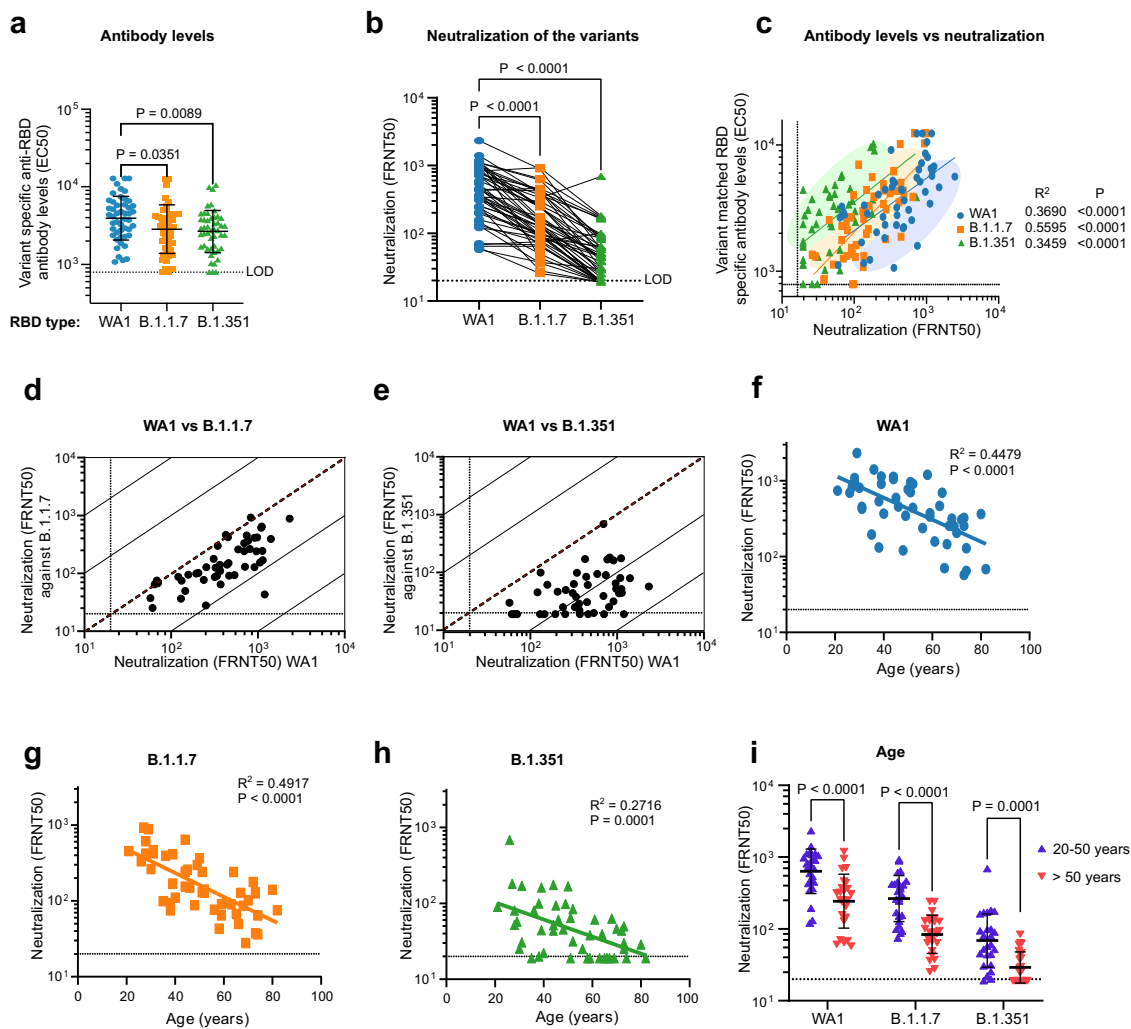 a
Antibody levels
Variant specific anti-RBD
antibody levels (EC50)
10^5
10^4
10^3
P = 0.0089
P = 0.0351
LOD
RBD type: WA1 B.1.1.7 B.1.351
b
Neutralization of the variants
Neutralization (FRNT50)
10^4
10^3
10^2
10^1
P < 0.0001
P < 0.0001
LOD
WA1 B.1.1.7 B.1.351
c
Antibody levels vs neutralization
Variant matched RBD
specific antibody levels (EC50)
10^4
10^3
10^1 10^2 10^3 10^4
Neutralization (FRNT50)
R^2 P
WA1 0.3690 <0.0001
B.1.1.7 0.5595 <0.0001
B.1.351 0.3459 <0.0001
d
WA1 vs B.1.1.7
Neutralization (FRNT50)
against B.1.1.7
10^4
10^3
10^2
10^1
10^1 10^2 10^3 10^4
Neutralization (FRNT50) WA1
e
WA1 vs B.1.351
Neutralization (FRNT50)
against B.1.351
10^4
10^3
10^2
10^1
10^1 10^2 10^3 10^4
Neutralization (FRNT50) WA1
f
WA1
R^2 = 0.4479
P < 0.0001
Neutralization (FRNT50)
10^3
10^2
10^1
0 20 40 60 80 100
Age (years)
g
B.1.1.7
R^2 = 0.4917
P < 0.0001
Neutralization (FRNT50)
10^3
10^2
10^1
0 20 40 60 80 100
Age (years)
h
B.1.351
R^2 = 0.2716
P = 0.0001
Neutralization (FRNT50)
10^3
10^2
10^1
0 20 40 60 80 100
Age (years)
i
Age
Neutralization (FRNT50)
10^4
10^3
10^2
10^1
P < 0.0001 P < 0.0001 P = 0.0001
20-50 years
> 50 years
WA1 B.1.1.7 B.1.351